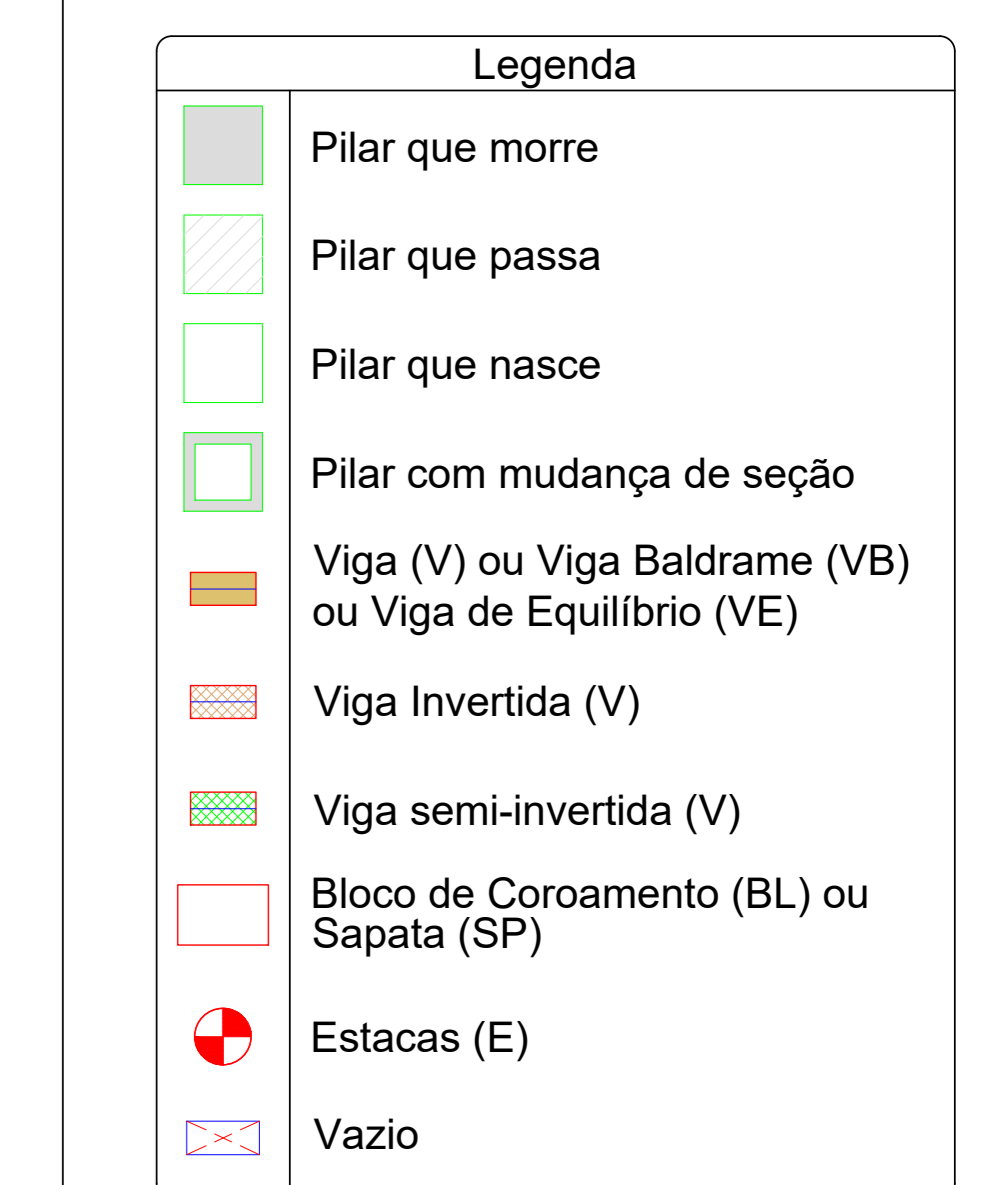 Legenda
Pilar que morre
Pilar que passa
Pilar que nasce
Pilar com mudança de seção
Viga (V) ou Viga Baldrame (VB)
ou Viga de Equilíbrio (VE)
Viga Invertida (V)
Viga semi-invertida (V)
Bloco de Coroamento (BL) ou
Sapata (SP)
Estacas (E)
Vazio